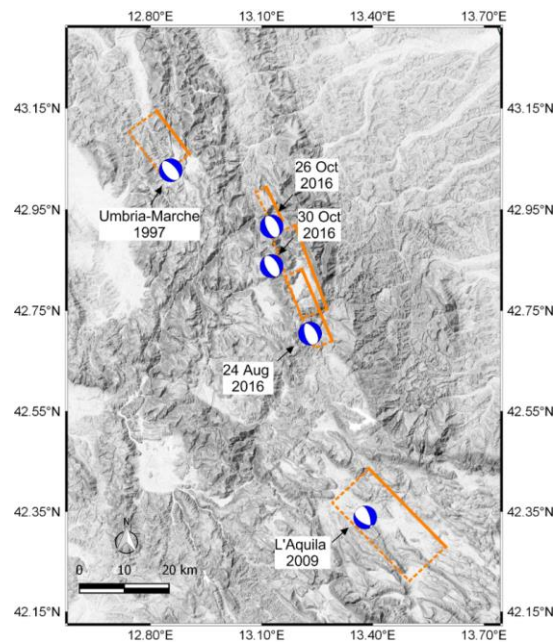 12.80°E 13.10°E 13.40°E 13.70°E
43.15°N 43.15°N
26 Oct
2016
42.95°N 42.95°N
Umbria-Marche
1997
30 Oct
2016
42.75°N 42.75°N
24 Aug
2016
42.55°N 42.55°N
42.35°N 42.35°N
L'Aquila
2009
N
0 10 20 km
42.15°N 42.15°N
12.80°E 13.10°E 13.40°E 13.70°E